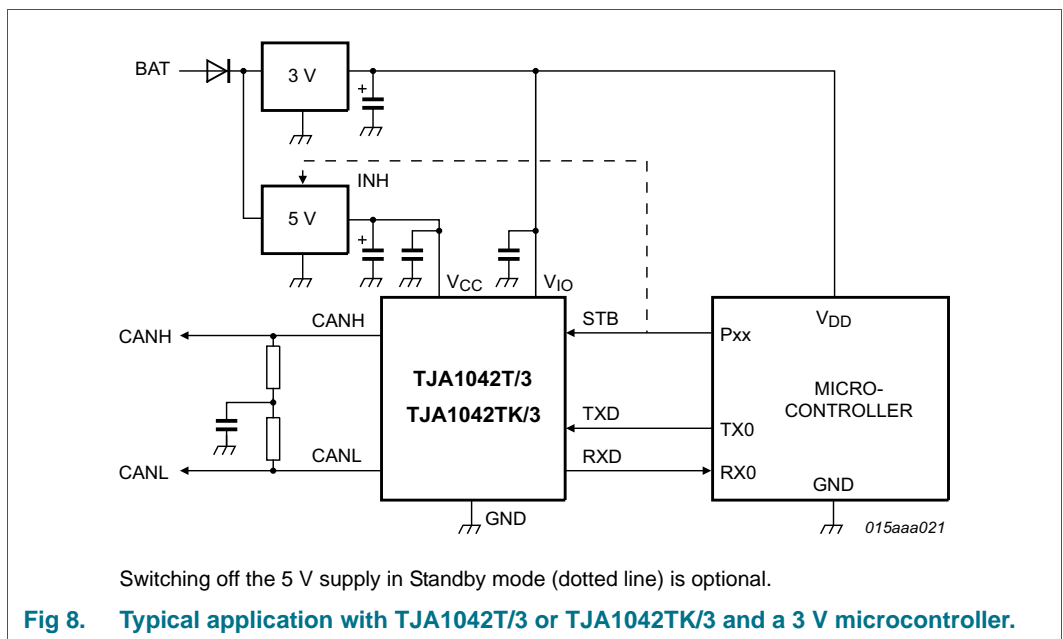 BAT
3 V
INH
5 V
VCC
VIO
CANH
CANH
STB
Pxx
VDD
TJA1042T/3
TJA1042TK/3
MICRO-
CONTROLLER
TXD
TX0
CANL
CANL
RXD
RX0
GND
GND
015aaa021
Switching off the 5 V supply in Standby mode (dotted line) is optional.
Fig 8. Typical application with TJA1042T/3 or TJA1042TK/3 and a 3 V microcontroller.